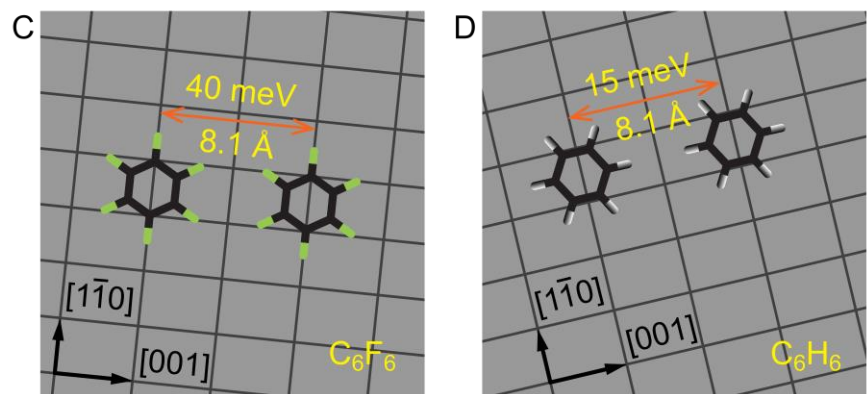 C
40 meV
8.1 Å
[11̄0]
[001]
C₆F₆
D
15 meV
8.1 Å
[11̄0]
[001]
C₆H₆